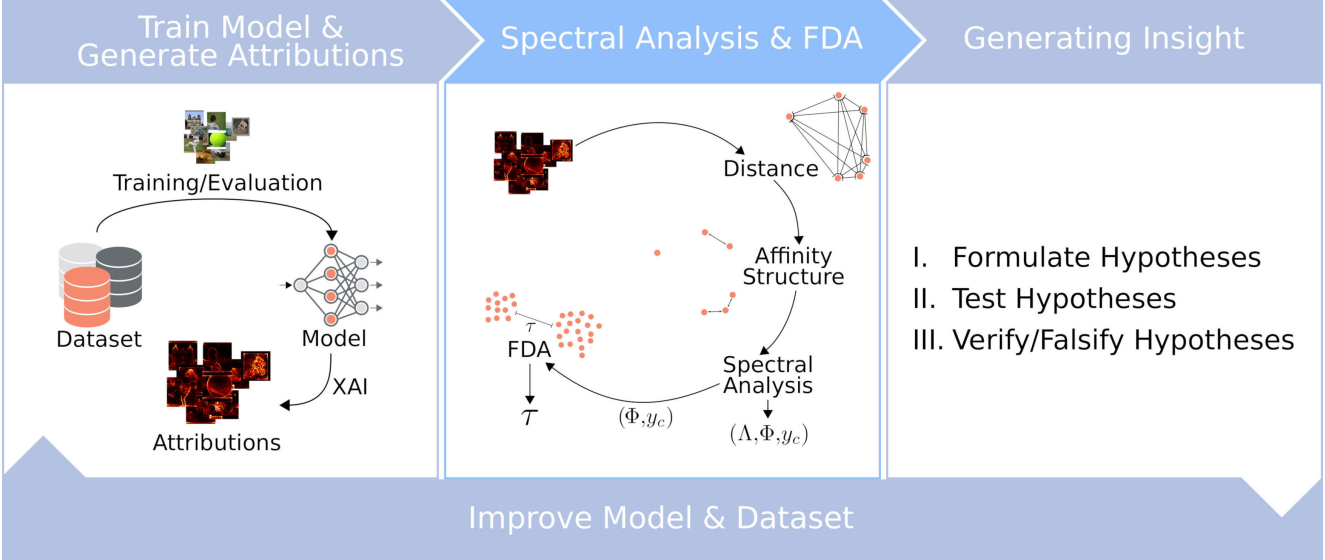 Train Model &
Generate Attributions
Spectral Analysis & FDA
Generating Insight
Training/Evaluation
Dataset
Model
XAI
Attributions
Distance
Affinity
Structure
τ
FDA
Spectral
Analysis
τ
(Φ,y_c)
(Λ,Φ,y_c)
I. Formulate Hypotheses
II. Test Hypotheses
III. Verify/Falsify Hypotheses
Improve Model & Dataset